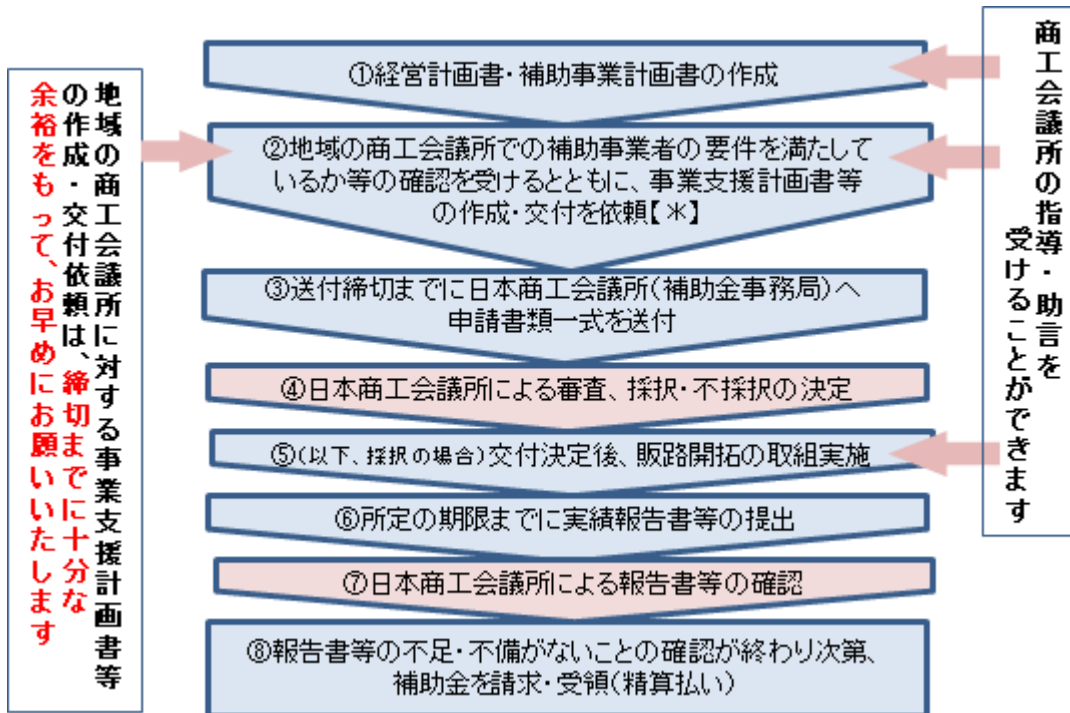 商工会議所の指導・助言を
受けることができます
地域の商工会議所に対する事業支援計画書等
の作成・交付依頼は、締切までに十分な
余裕をもって、お早めにお願いいたします
①経営計画書・補助事業計画書の作成
②地域の商工会議所での補助事業者の要件を満たして
いるか等の確認を受けるとともに、事業支援計画書等
の作成・交付を依頼【＊】
③送付締切までに日本商工会議所(補助金事務局)へ
申請書類一式を送付
④日本商工会議所による審査、採択・不採択の決定
⑤(以下、採択の場合)交付決定後、販路開拓の取組実施
⑥所定の期限までに実績報告書等の提出
⑦日本商工会議所による報告書等の確認
⑧報告書等の不足・不備がないことの確認が終わり次第、
補助金を請求・受領(精算払い)